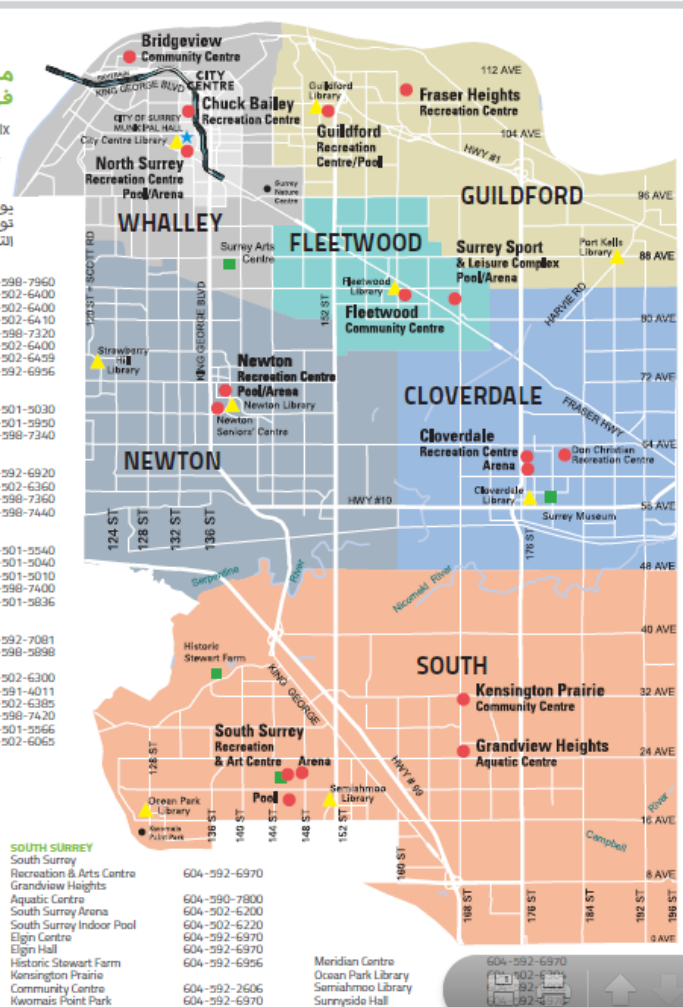 Bridgeview
Community Centre
SKYTRAIN
KING GEORGE BLVD
CITY
CENTRE
Chuck Bailey
Recreation Centre
CITY OF SURREY
MUNICIPAL HALL
City Centre Library
North Surrey
Recreation Centre
Pool/Arena
Guildford
Library
Guildford
Recreation
Centre/Pool
112 AVE
Fraser Heights
Recreation Centre
104 AVE
HWY #1
Surrey
Nature
Centre
GUILDFORD
96 AVE
WHALLEY
FLEETWOOD
Surrey Arts
Centre
Surrey Sport
& Leisure Complex
Pool/Arena
Port Kells
Library
88 AVE
120 ST - SCOTT RD
KING GEORGE BLVD
152 ST
Fleetwood
Library
Fleetwood
Community Centre
HARVIE RD
80 AVE
598-7960
502-6400
502-6400
502-6410
598-7320
502-6400
502-6459
592-6956
Strawberry
Hill
Library
Newton
Recreation Centre
Pool/Arena
Newton Library
Newton
Seniors' Centre
72 AVE
CLOVERDALE
FRASER HWY
501-5030
501-5950
598-7340
Cloverdale
Recreation Centre
Arena
64 AVE
Don Christian
Recreation Centre
NEWTON
592-6920
502-6360
598-7360
598-7440
Cloverdale
Library
Surrey Museum
HWY #10
56 AVE
124 ST
128 ST
132 ST
136 ST
176 ST
501-5540
501-5040
501-5010
598-7400
501-5836
Serpentine
River
Nicomekl River
48 AVE
592-7081
598-5898
40 AVE
502-6300
591-4011
502-6385
598-7420
501-5566
502-6065
Historic
Stewart Farm
SOUTH
KING GEORGE
Kensington Prairie
Community Centre
32 AVE
South Surrey
Recreation
& Art Centre
Arena
Pool
Grandview Heights
Aquatic Centre
24 AVE
128 ST
HWY # 99
Ocean Park
Library
Kwomais
Point Park
Semiahmoo
Library
136 ST
140 ST
144 ST
148 ST
152 ST
River
16 AVE
Campbell
160 ST
8 AVE
168 ST
176 ST
184 ST
192 ST
196 ST
0 AVE
SOUTH SURREY
South Surrey
Recreation & Arts Centre 604-592-6970
Grandview Heights
Aquatic Centre 604-590-7800
South Surrey Arena 604-502-6200
South Surrey Indoor Pool 604-502-6220
Elgin Centre 604-592-6970
Elgin Hall 604-592-6970
Historic Stewart Farm 604-592-6956
Kensington Prairie
Community Centre 604-592-2606
Kwomais Point Park 604-592-6970
Meridian Centre 604-592-6970
Ocean Park Library
Semiahmoo Library
Sunnyside Hall